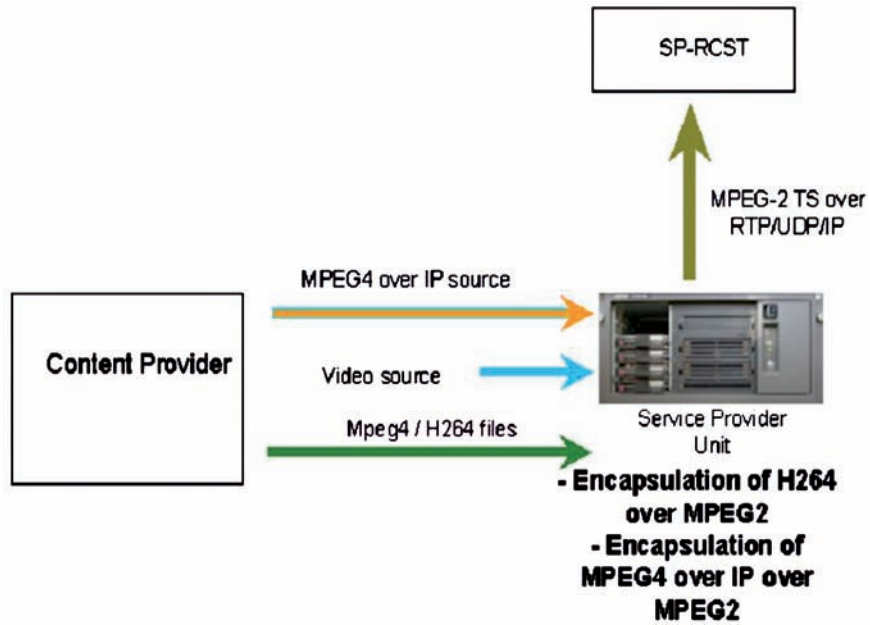 SP-RCST
MPEG-2 TS over
RTP/UDP/IP
MPEG4 over IP source
Content Provider
Video source
Mpeg4 / H264 files
Service Provider
Unit
- Encapsulation of H264
over MPEG2
- Encapsulation of
MPEG4 over IP over
MPEG2